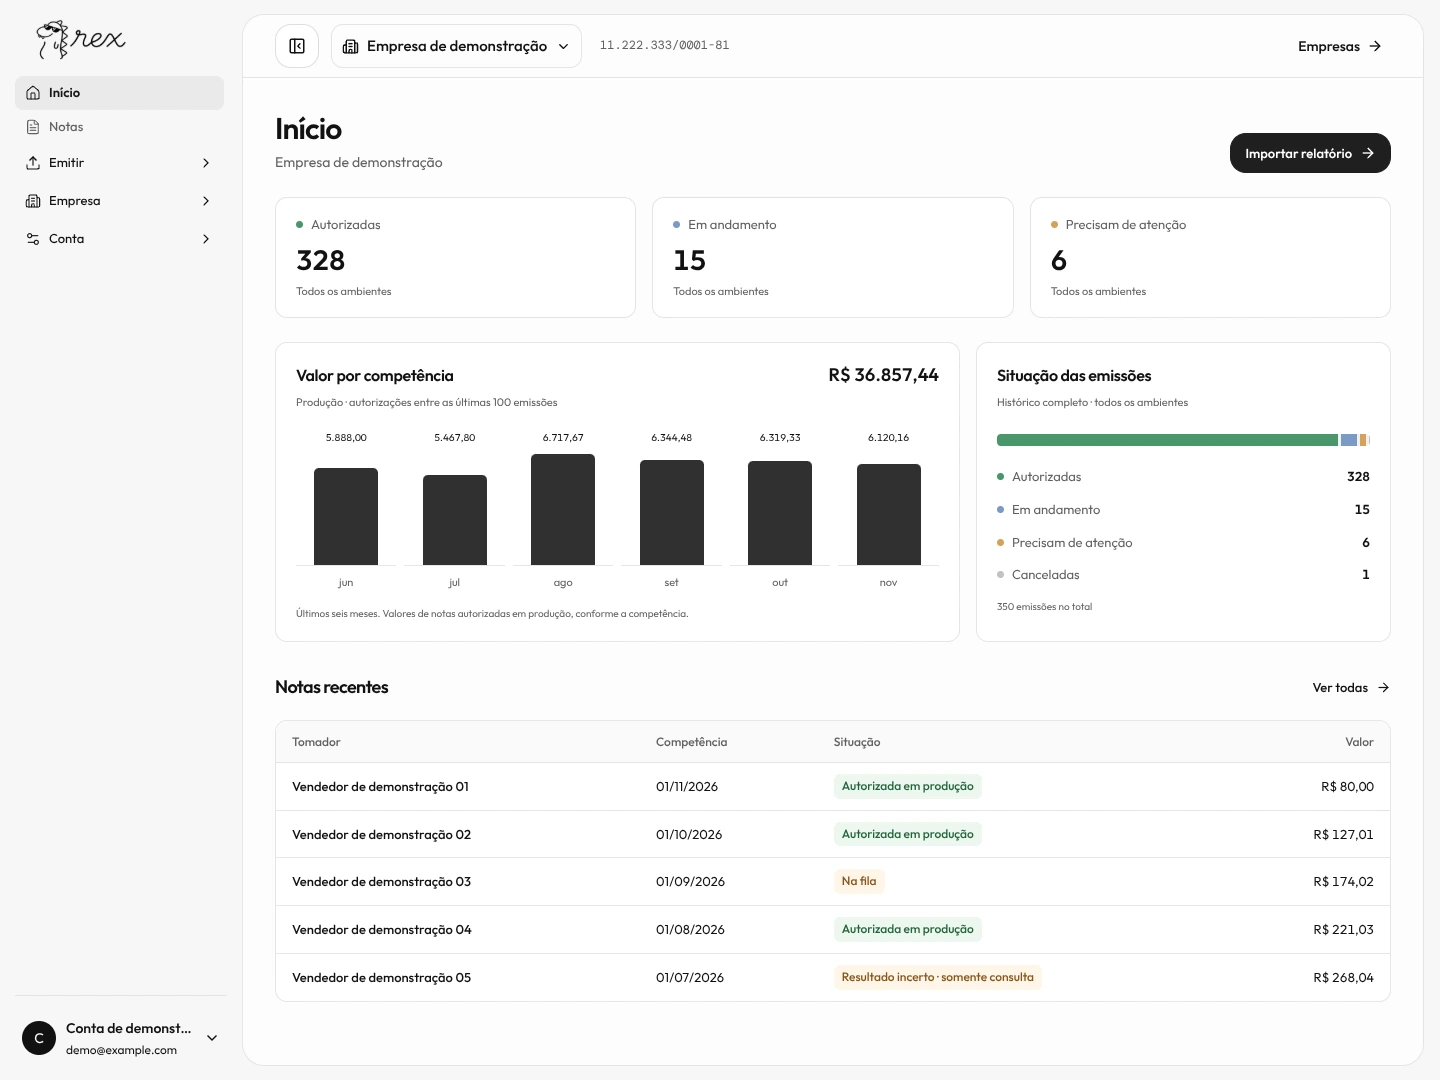 rex
Início
Notas
Emitir
Empresa
Conta
Conta de demonst...
C
demo@example.com
Empresa de demonstração
11.222.333/0001-81
Empresas
Início
Empresa de demonstração
Importar relatório
Autorizadas
328
Todos os ambientes
Em andamento
15
Todos os ambientes
Precisam de atenção
6
Todos os ambientes
Valor por competência
R$ 36.857,44
Produção · autorizações entre as últimas 100 emissões
5.888,00
5.467,80
6.717,67
6.344,48
6.319,33
6.120,16
jun
jul
ago
set
out
nov
Últimos seis meses. Valores de notas autorizadas em produção, conforme a competência.
Situação das emissões
Histórico completo · todos os ambientes
Autorizadas 328
Em andamento 15
Precisam de atenção 6
Canceladas 1
350 emissões no total
Notas recentes
Ver todas
Tomador Competência Situação Valor
Vendedor de demonstração 01 01/11/2026 Autorizada em produção R$ 80,00
Vendedor de demonstração 02 01/10/2026 Autorizada em produção R$ 127,01
Vendedor de demonstração 03 01/09/2026 Na fila R$ 174,02
Vendedor de demonstração 04 01/08/2026 Autorizada em produção R$ 221,03
Vendedor de demonstração 05 01/07/2026 Resultado incerto · somente consulta R$ 268,04